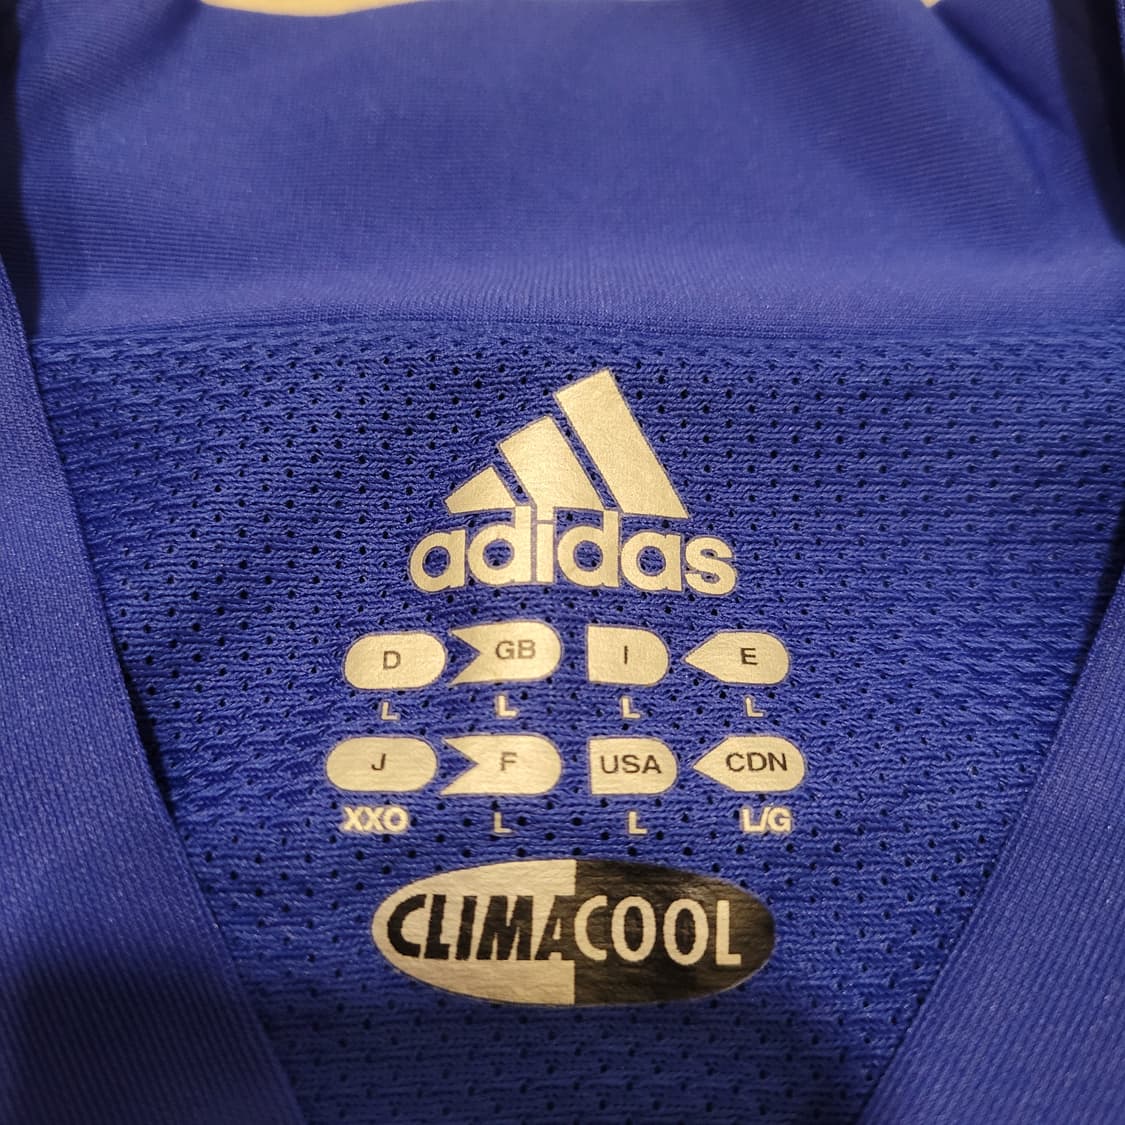 adidas
D GB I E
L L L L
J F USA CDN
XXO L L L/G
CLIMACOOL